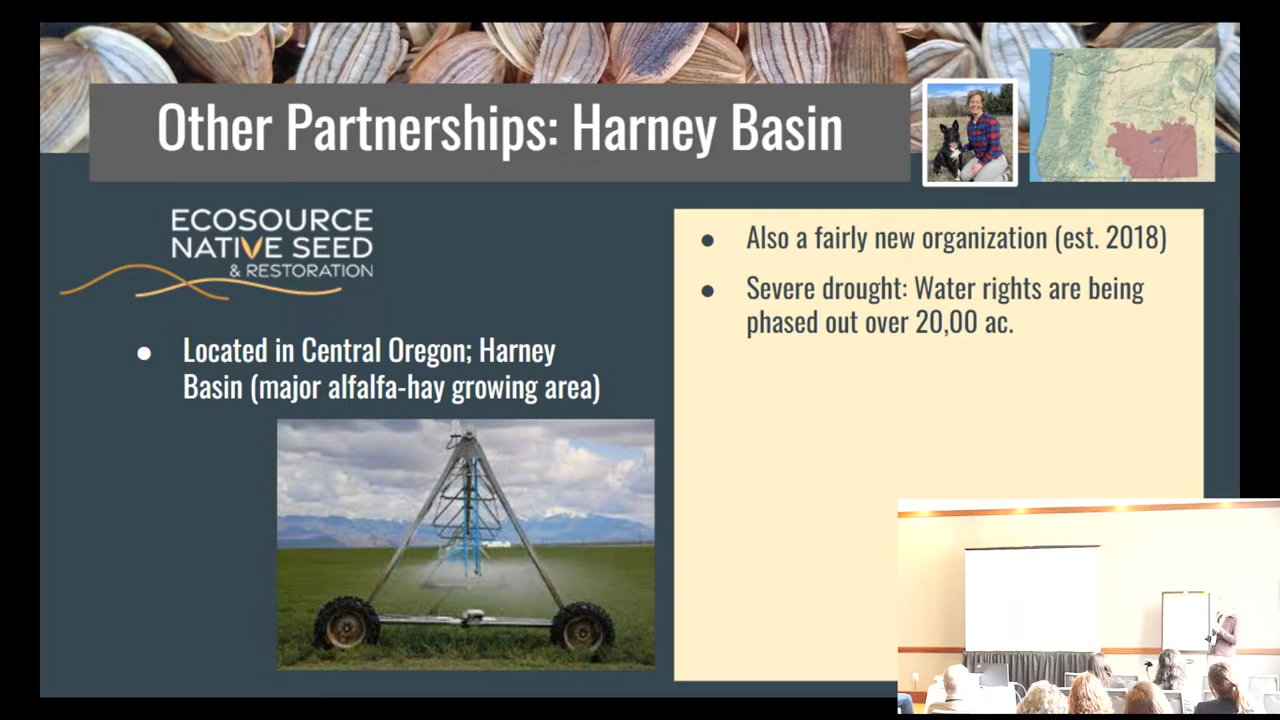 Other Partnerships: Harney Basin
ECOSOURCE
NATIVE SEED
& RESTORATION
● Located in Central Oregon; Harney
Basin (major alfalfa-hay growing area)
● Also a fairly new organization (est. 2018)
● Severe drought: Water rights are being
phased out over 20,00 ac.